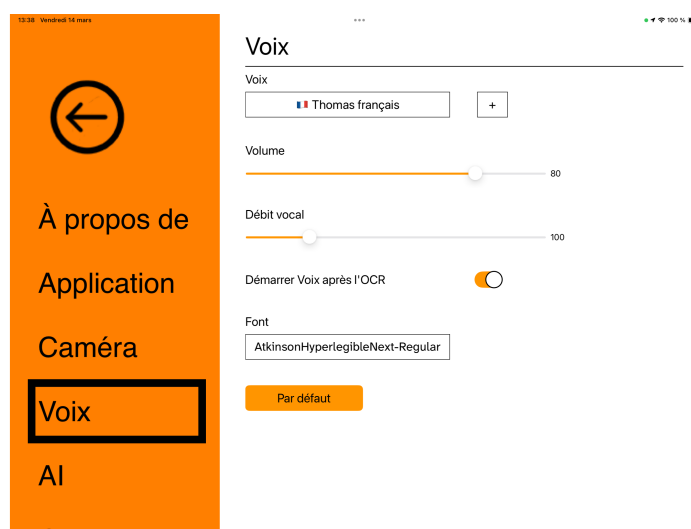 13:38 Vendredi 14 mars
100 %
À propos de
Application
Caméra
Voix
AI
Voix
Voix
Thomas français
+
Volume
80
Débit vocal
100
Démarrer Voix après l'OCR
Font
AtkinsonHyperlegibleNext-Regular
Par défaut